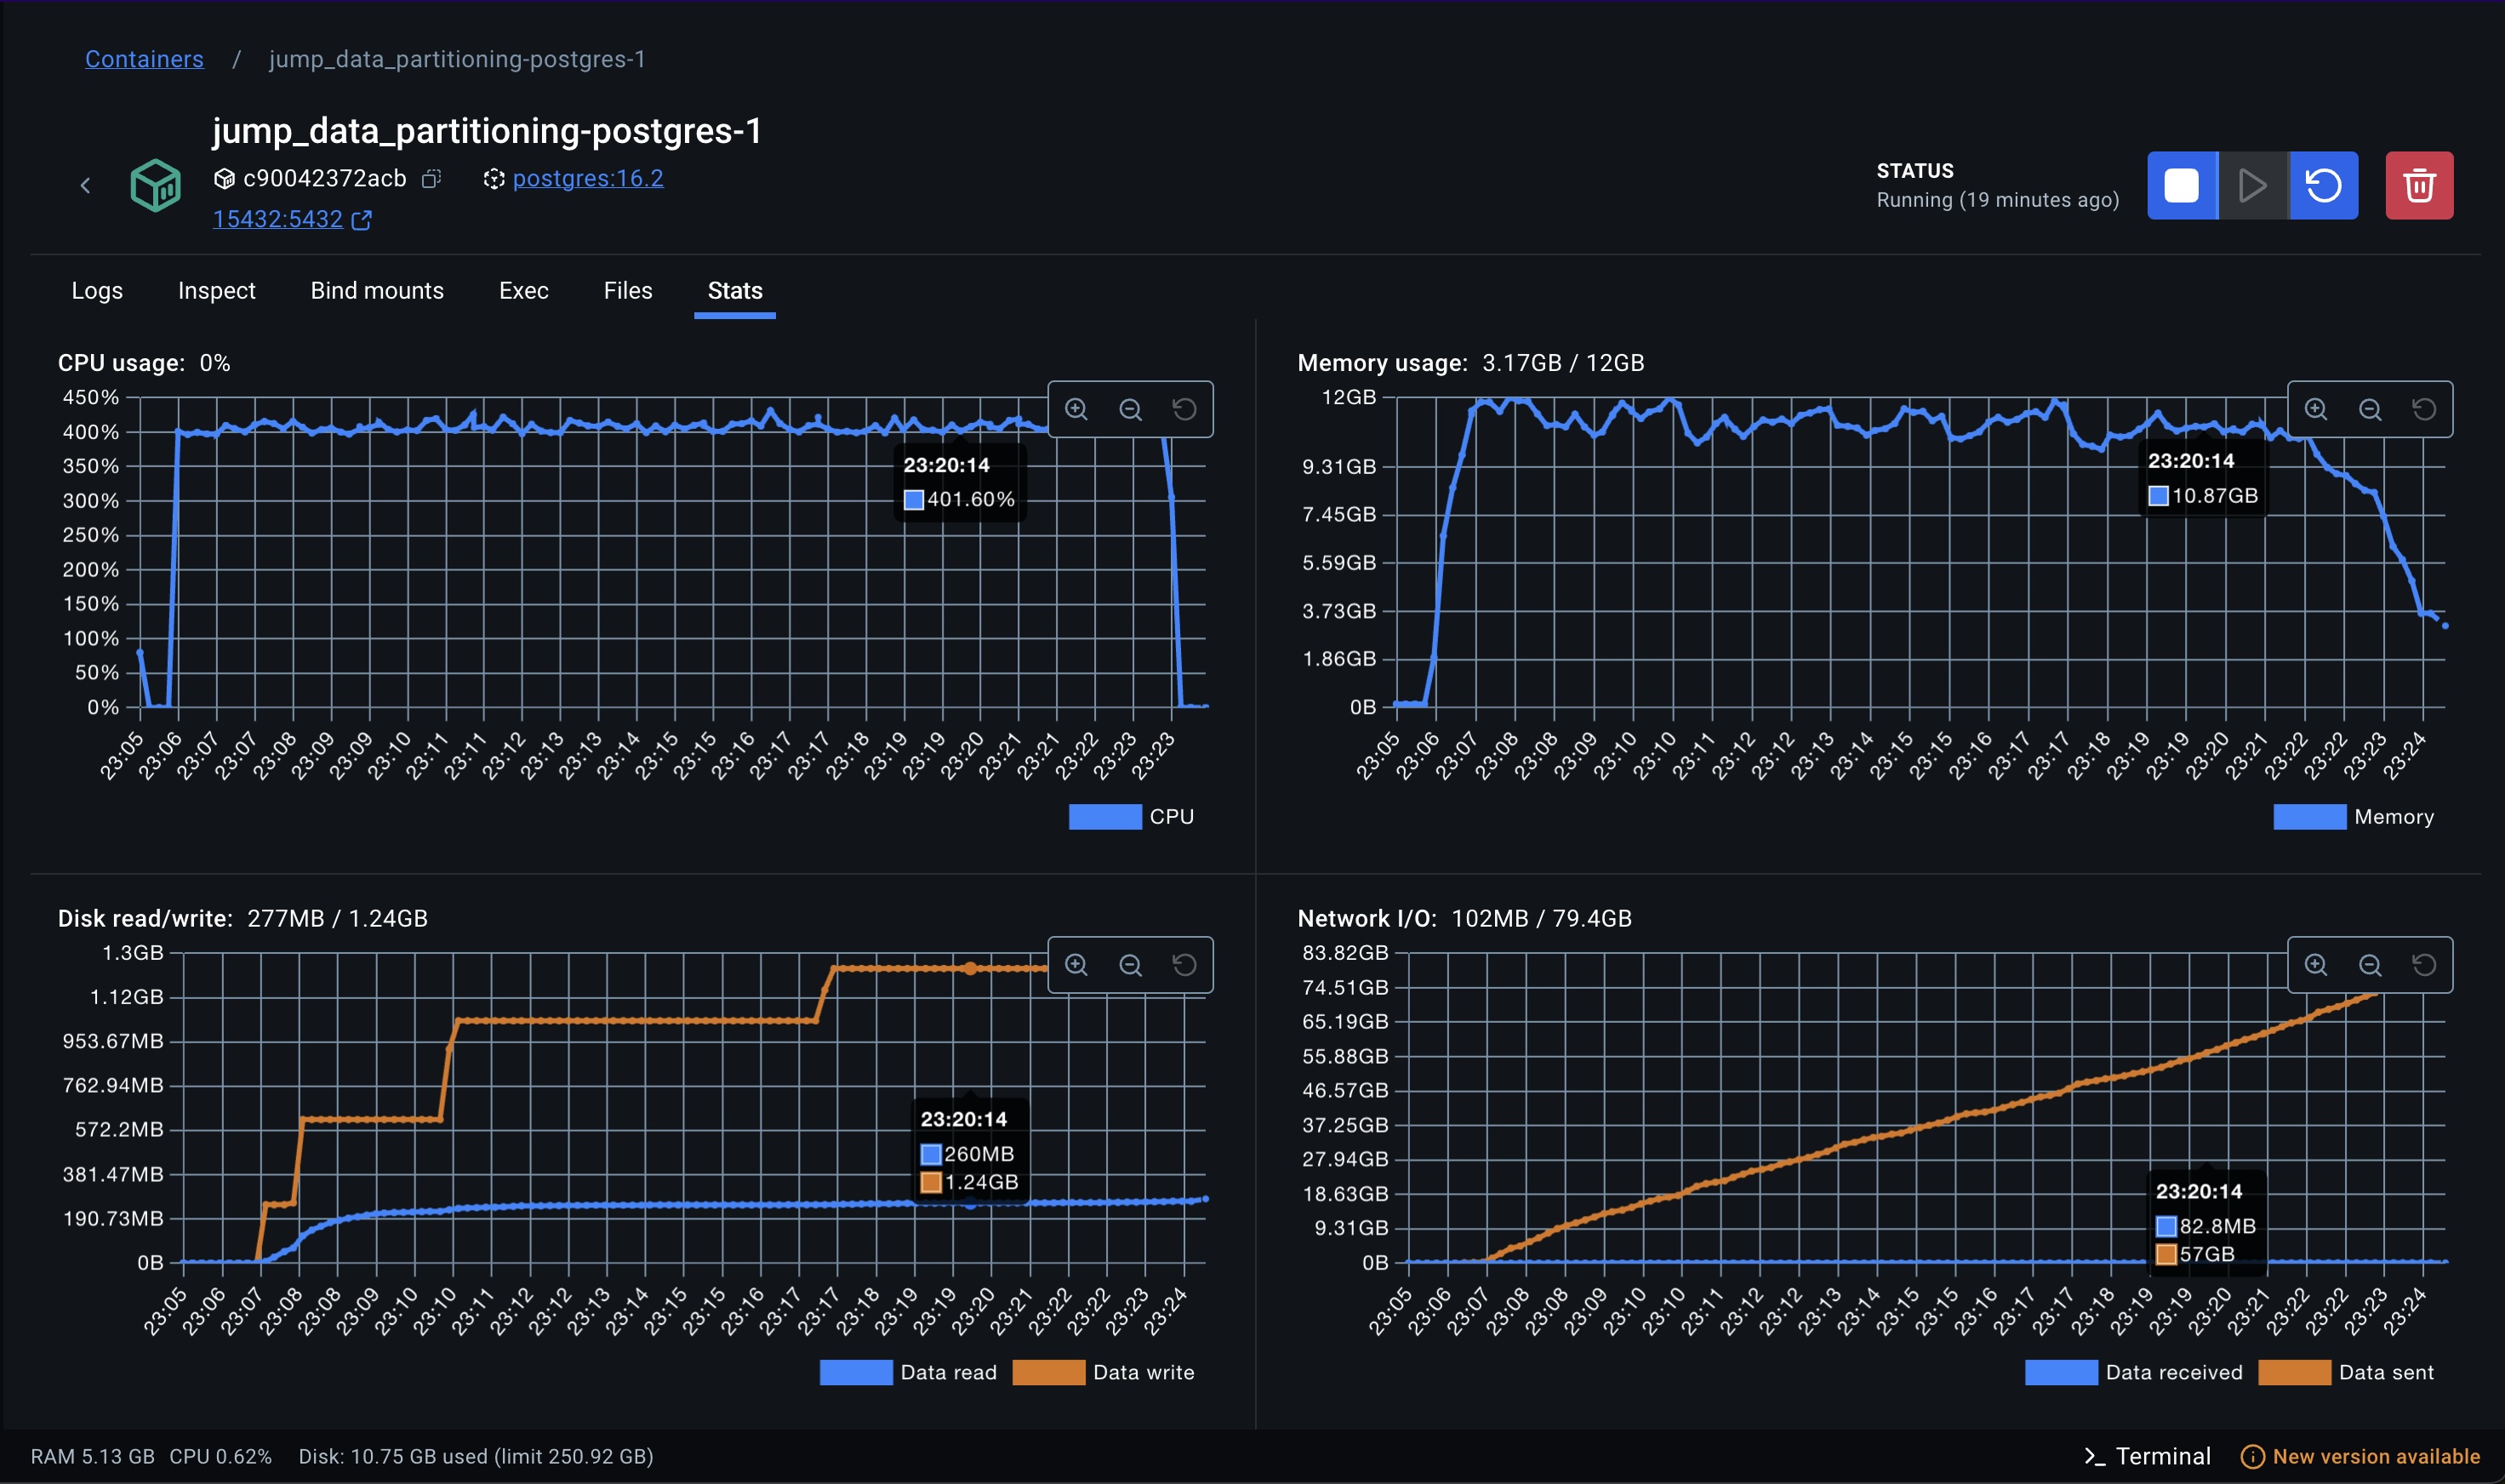 Containers / jump_data_partitioning-postgres-1
jump_data_partitioning-postgres-1
c90042372acb postgres:16.2
15432:5432
STATUS
Running (19 minutes ago)
Logs Inspect Bind mounts Exec Files Stats
CPU usage: 0%
450%
400%
350%
300%
250%
200%
150%
100%
50%
0%
23:20:14
401.60%
23:05 23:06 23:07 23:07 23:08 23:09 23:09 23:10 23:11 23:11 23:12 23:13 23:13 23:14 23:15 23:15 23:16 23:17 23:17 23:18 23:19 23:19 23:20 23:21 23:21 23:22 23:23 23:23
CPU
Memory usage: 3.17GB / 12GB
12GB
9.31GB
7.45GB
5.59GB
3.73GB
1.86GB
0B
23:20:14
10.87GB
23:05 23:06 23:07 23:08 23:08 23:09 23:10 23:10 23:11 23:12 23:12 23:13 23:14 23:15 23:15 23:16 23:17 23:17 23:18 23:19 23:19 23:20 23:21 23:22 23:22 23:23 23:24
Memory
Disk read/write: 277MB / 1.24GB
1.3GB
1.12GB
953.67MB
762.94MB
572.2MB
381.47MB
190.73MB
0B
23:20:14
260MB
1.24GB
23:05 23:06 23:07 23:08 23:08 23:09 23:10 23:10 23:11 23:12 23:12 23:13 23:14 23:15 23:15 23:16 23:17 23:17 23:18 23:19 23:19 23:20 23:21 23:22 23:22 23:23 23:24
Data read Data write
Network I/O: 102MB / 79.4GB
83.82GB
74.51GB
65.19GB
55.88GB
46.57GB
37.25GB
27.94GB
18.63GB
9.31GB
0B
23:20:14
82.8MB
57GB
23:05 23:06 23:07 23:08 23:08 23:09 23:10 23:10 23:11 23:12 23:12 23:13 23:14 23:15 23:15 23:16 23:17 23:17 23:18 23:19 23:19 23:20 23:21 23:22 23:22 23:23 23:24
Data received Data sent
RAM 5.13 GB CPU 0.62% Disk: 10.75 GB used (limit 250.92 GB)
>_ Terminal New version available